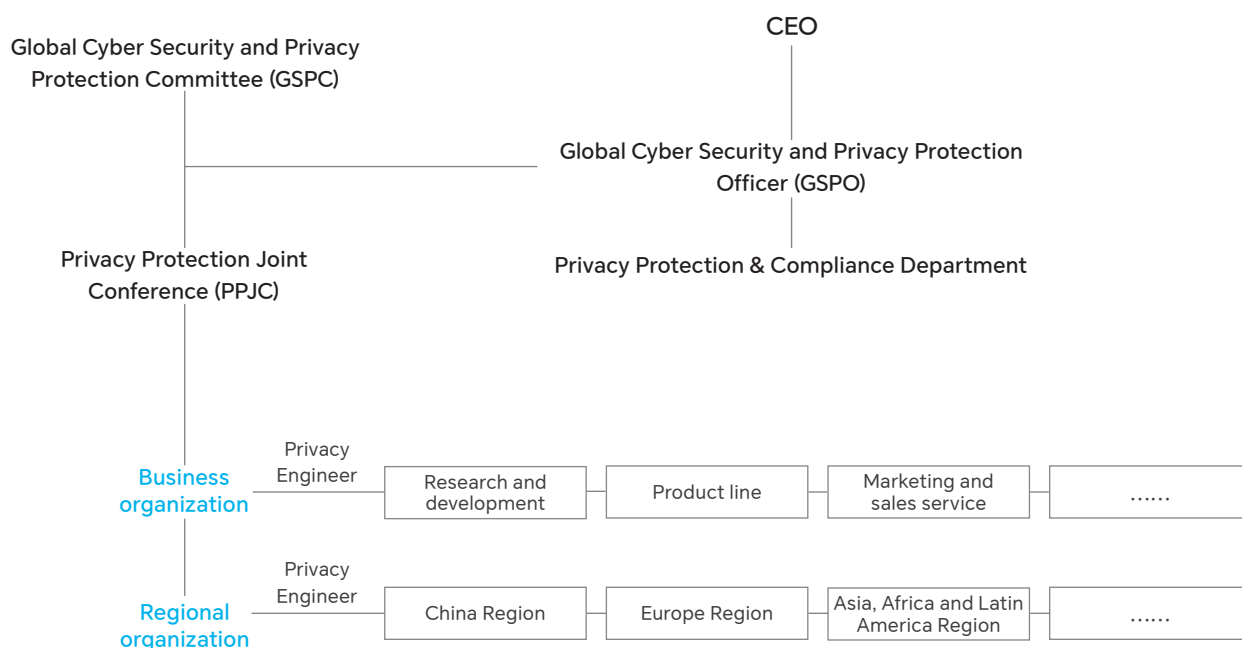 CEO
Global Cyber Security and Privacy
Protection Committee (GSPC)
Global Cyber Security and Privacy Protection
Officer (GSPO)
Privacy Protection Joint
Conference (PPJC)
Privacy Protection & Compliance Department
Business
organization
Privacy
Engineer
Research and
development
Product line
Marketing and
sales service
......
Regional
organization
Privacy
Engineer
China Region
Europe Region
Asia, Africa and Latin
America Region
......